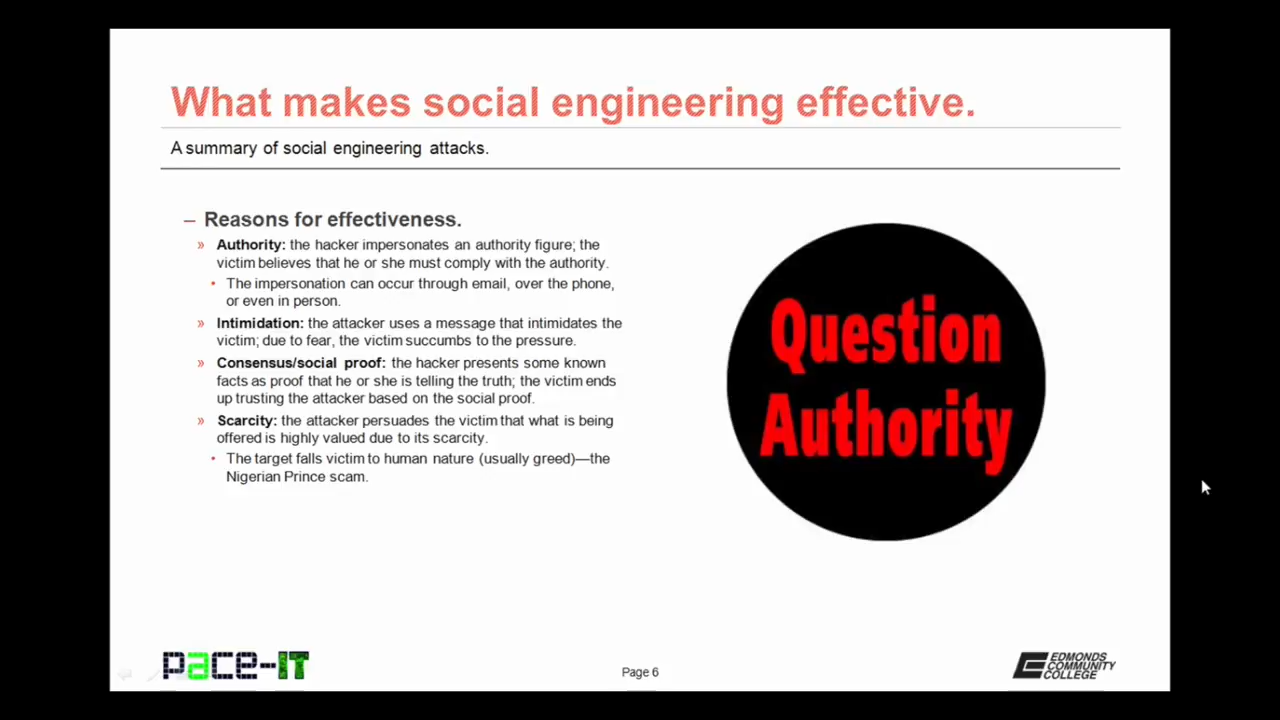 What makes social engineering effective.
A summary of social engineering attacks.
– Reasons for effectiveness.
» Authority: the hacker impersonates an authority figure; the
victim believes that he or she must comply with the authority.
• The impersonation can occur through email, over the phone,
or even in person.
» Intimidation: the attacker uses a message that intimidates the
victim; due to fear, the victim succumbs to the pressure.
» Consensus/social proof: the hacker presents some known
facts as proof that he or she is telling the truth; the victim ends
up trusting the attacker based on the social proof.
» Scarcity: the attacker persuades the victim that what is being
offered is highly valued due to its scarcity.
• The target falls victim to human nature (usually greed)—the
Nigerian Prince scam.
Question
Authority
pace-IT
Page 6
EDMONDS
COMMUNITY
COLLEGE